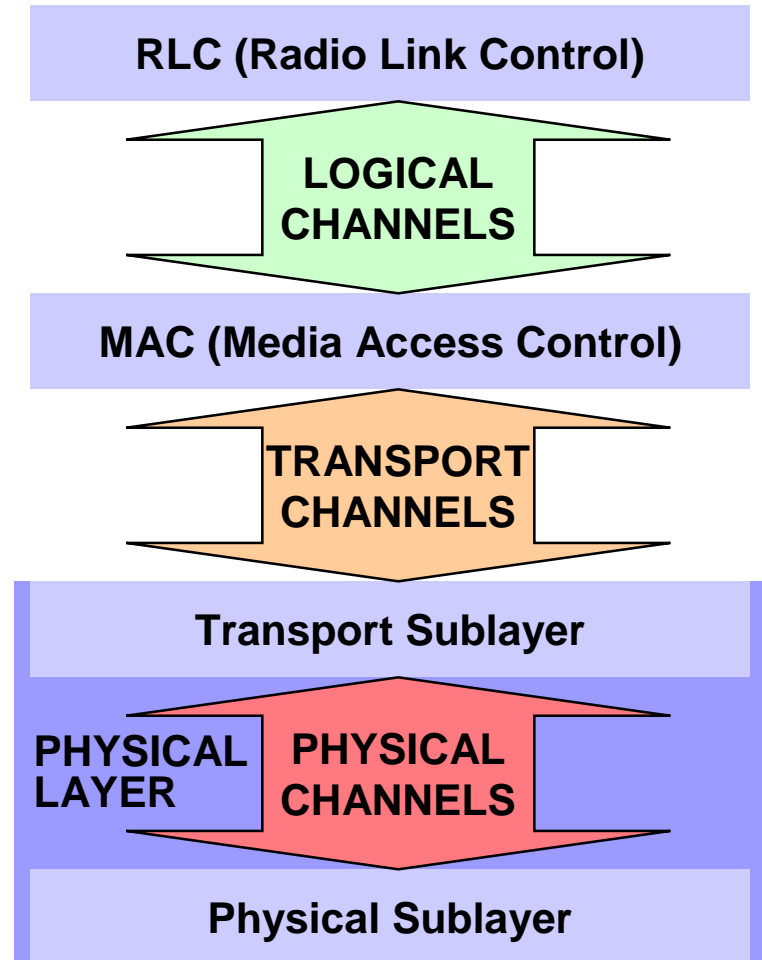 RLC (Radio Link Control)
LOGICAL
CHANNELS
MAC (Media Access Control)
TRANSPORT
CHANNELS
Transport Sublayer
PHYSICAL
LAYER
PHYSICAL
CHANNELS
Physical Sublayer